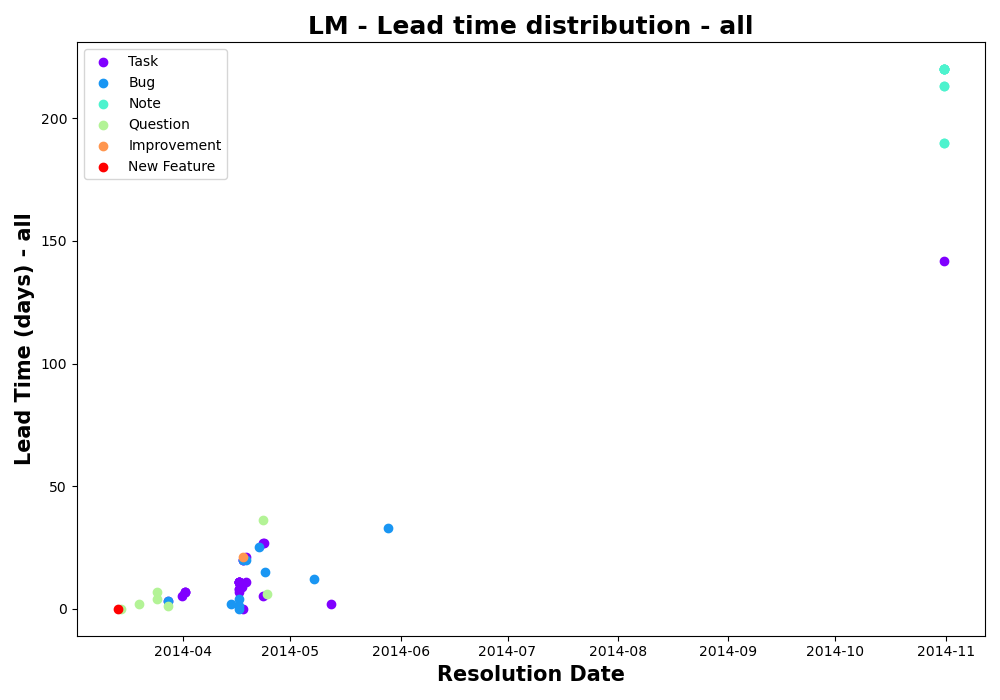 LM - Lead time distribution - all
Task
Bug
Note
Question
Improvement
New Feature
Lead Time (days) - all
200
150
100
50
0
2014-04 2014-05 2014-06 2014-07 2014-08 2014-09 2014-10 2014-11
Resolution Date